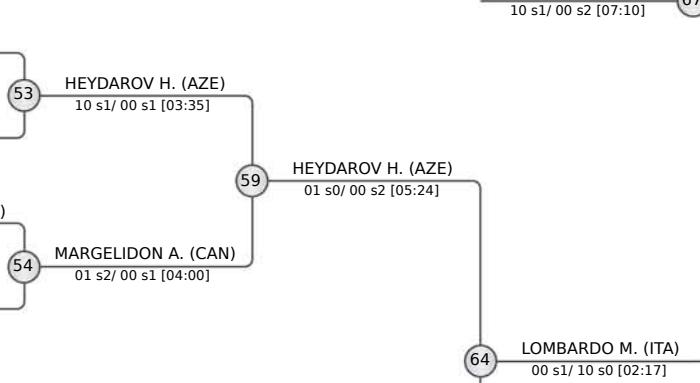 10 s1/ 00 s2 [07:10]
53
HEYDAROV H. (AZE)
10 s1/ 00 s1 [03:35]
59
HEYDAROV H. (AZE)
01 s0/ 00 s2 [05:24]
)
54
MARGELIDON A. (CAN)
01 s2/ 00 s1 [04:00]
64
LOMBARDO M. (ITA)
00 s1/ 10 s0 [02:17]